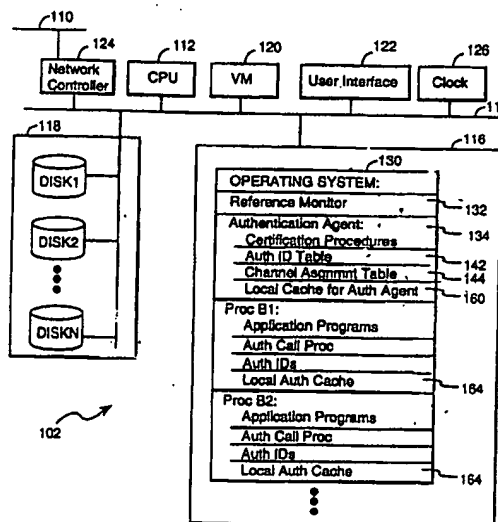 110
124
112
120
122
126
Network
Controller
CPU
VM
User Interface
Clock
118
11
116
DISK1
DISK2
DISKN
130
OPERATING SYSTEM:
Reference Monitor
132
Authentication Agent:
134
Certification Procedures
Auth ID Table
142
Channel Asgnmnt Table
144
Local Cache for Auth Agent
160
Proc B1:
Application Programs
Auth Call Proc
Auth IDs
Local Auth Cache
164
Proc B2:
Application Programs
Auth Call Proc
Auth IDs
Local Auth Cache
164
102